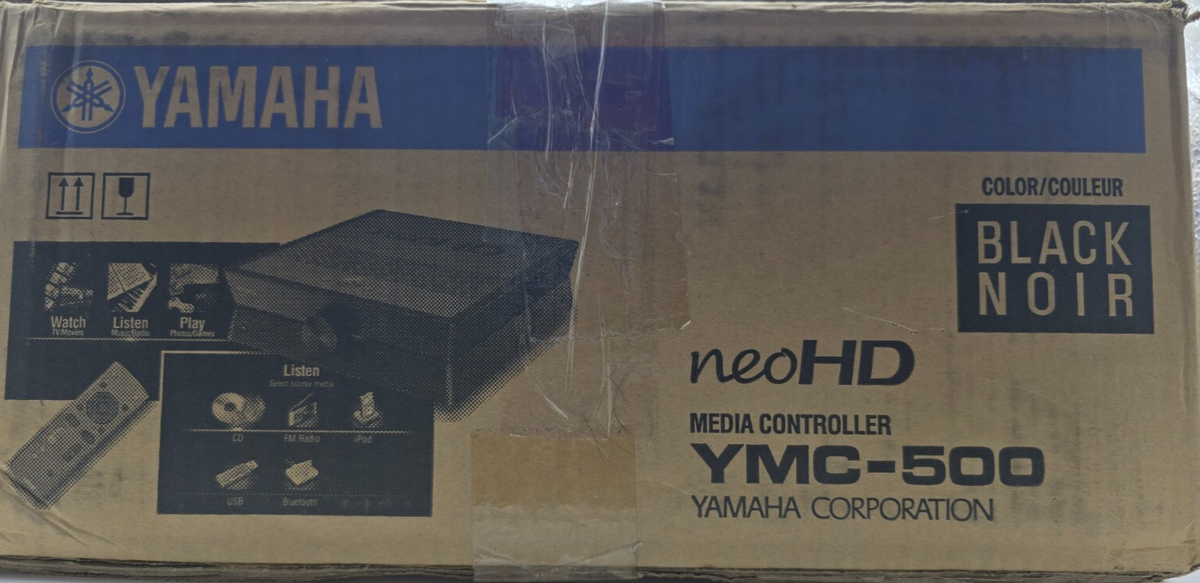 YAMAHA
COLOR/COULEUR
BLACK
NOIR
Watch
TV/Movies
Listen
Music/Radio
Play
Photos/Games
Listen
Select source media
CD
FM Radio
iPod
USB
Bluetooth
neoHD
MEDIA CONTROLLER
YMC-500
YAMAHA CORPORATION